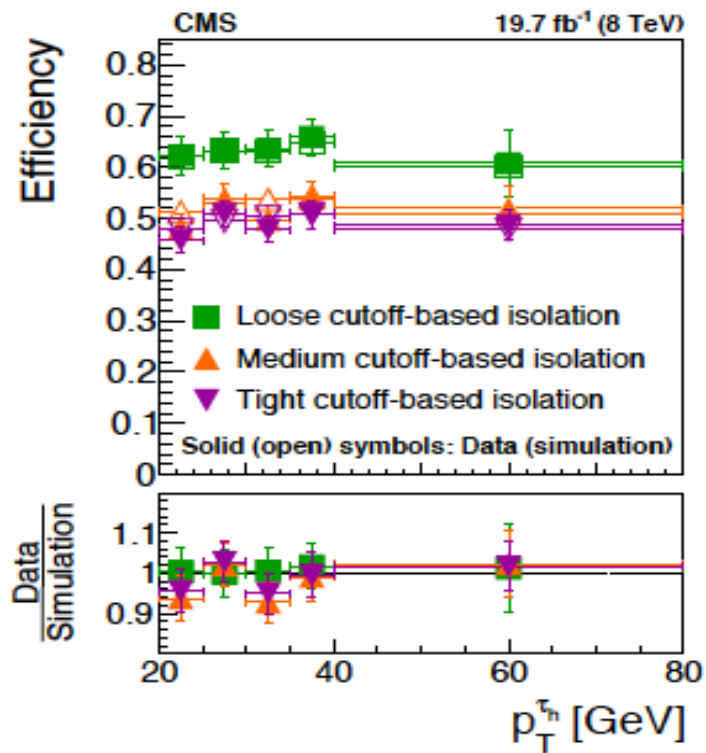 CMS 19.7 fb⁻¹ (8 TeV)
Efficiency
0.8
0.7
0.6
0.5
0.4
0.3
0.2
0.1
0
Loose cutoff-based isolation
Medium cutoff-based isolation
Tight cutoff-based isolation
Solid (open) symbols: Data (simulation)
Data
Simulation
1.1
1
0.9
20 40 60 80
p_T^{τ_h} [GeV]